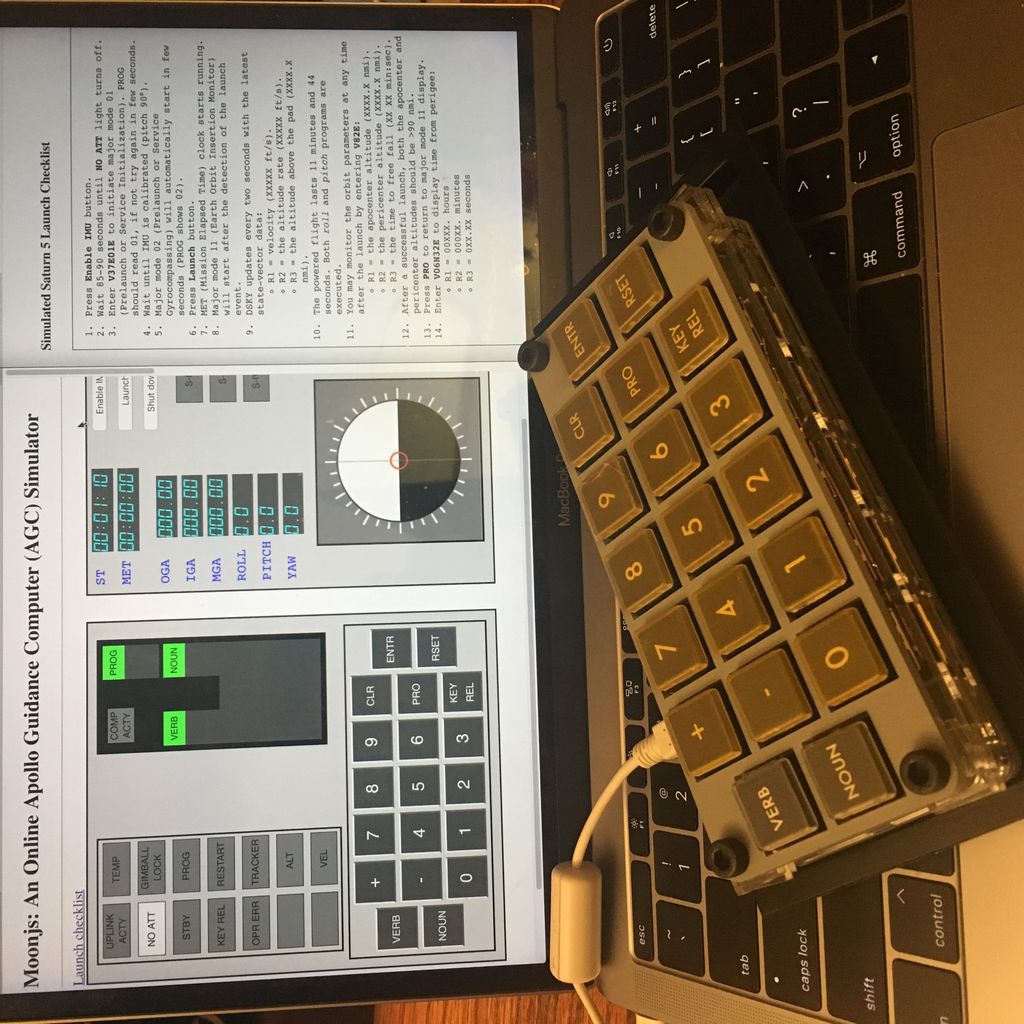 Moonjs: An Online Apollo Guidance Computer (AGC) Simulator
Launch checklist
UPLINK
ACTY
TEMP
NO ATT
GIMBALL
LOCK
STBY
PROG
KEY REL
RESTART
OPR ERR
TRACKER
ALT
VEL
COMP
ACTY
PROG
VERB
NOUN
ST 00:01:10
MET 00:00:00
OGA 000.00
IGA 000.00
MGA 000.00
ROLL 0.0
PITCH 0.0
YAW 0.0
Enable IM
Launch
Shut dow
VERB
NOUN
+ 7 8 9 CLR
- 4 5 6 PRO
0 1 2 3 KEY
REL
ENTR
RSET
Simulated Saturn 5 Launch Checklist
1. Press Enable IMU button.
2. Wait 85-90 seconds until NO ATT light turns off.
3. Enter V37E01E to initiate major mode 01
(Prelaunch or Service Initialization). PROG
should read 01, if not try again in few seconds.
4. Wait until IMU is calibrated (pitch 90°).
5. Major mode 02 (Prelaunch or Service
Gyrocompassing) will automatically start in few
seconds (PROG shows 02).
6. Press Launch button.
7. MET (Mission Elapsed Time) clock starts running.
8. Major mode 11 (Earth Orbit Insertion Monitor)
will start after the detection of the launch
event.
9. DSKY updates every two seconds with the latest
state-vector data:
◦ R1 = velocity (XXXXX ft/s).
◦ R2 = the altitude rate (XXXXX ft/s).
◦ R3 = the altitude above the pad (XXXX.X
nmi).
10. The powered flight lasts 11 minutes and 44
seconds. Both roll and pitch programs are
executed.
11. You may monitor the orbit parameters at any time
after the launch by entering V82E:
◦ R1 = the apocenter altitude (XXXX.X nmi).
◦ R2 = the pericenter altitude (XXXX.X nmi).
◦ R3 = the time to free fall (XX XX min:sec).
12. After a successful launch, both the apocenter and
pericenter altitudes should be >90 nmi.
13. Press PRO to return to major mode 11 display.
14. Enter V06N32E to display time from perigee:
◦ R1 = 00XXX. hours
◦ R2 = 000XX. minutes
◦ R3 = 0XX.XX seconds
MacBook
esc
F1
F3
F10
F11
F12
~
`
!
1
@
2
-
+
=
delete
tab
{
[
}
]
caps lock
"
'
shift
>
.
?
/
control
⌘
command
option
VERB
NOUN
+ 7 8 9 CLR ENTR
- 4 5 6 PRO RSET
0 1 2 3 KEY
REL